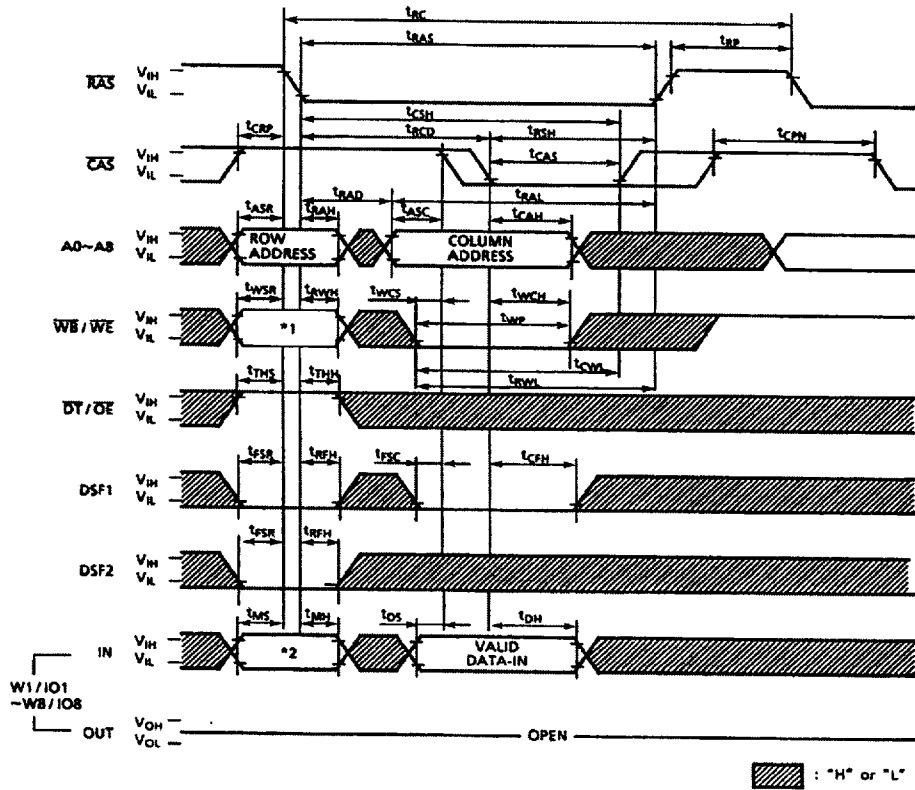 tRC
tRAS
tRP
RAS
VIH
VIL
tCSH
tCRP
tRCD
tRSH
tCPN
CAS
VIH
VIL
tCAS
tRAD
tRAL
tASR
tRAH
tASC
tCAH
A0~A8
VIH
VIL
ROW
ADDRESS
COLUMN
ADDRESS
tWSR
tRWH
tWCS
tWCH
WB / WE
VIH
VIL
*1
tWP
tCWL
tRWL
tTHS
tTHH
DT / OE
VIH
VIL
tFSR
tRFH
tFSC
tCFH
DSF1
VIH
VIL
tFSR
tRFH
DSF2
VIH
VIL
tMS
tMH
tDS
tDH
IN
VIH
VIL
*2
VALID
DATA-IN
W1 / IO1
~W8 / IO8
OUT
VOH
VOL
OPEN
: "H" or "L"